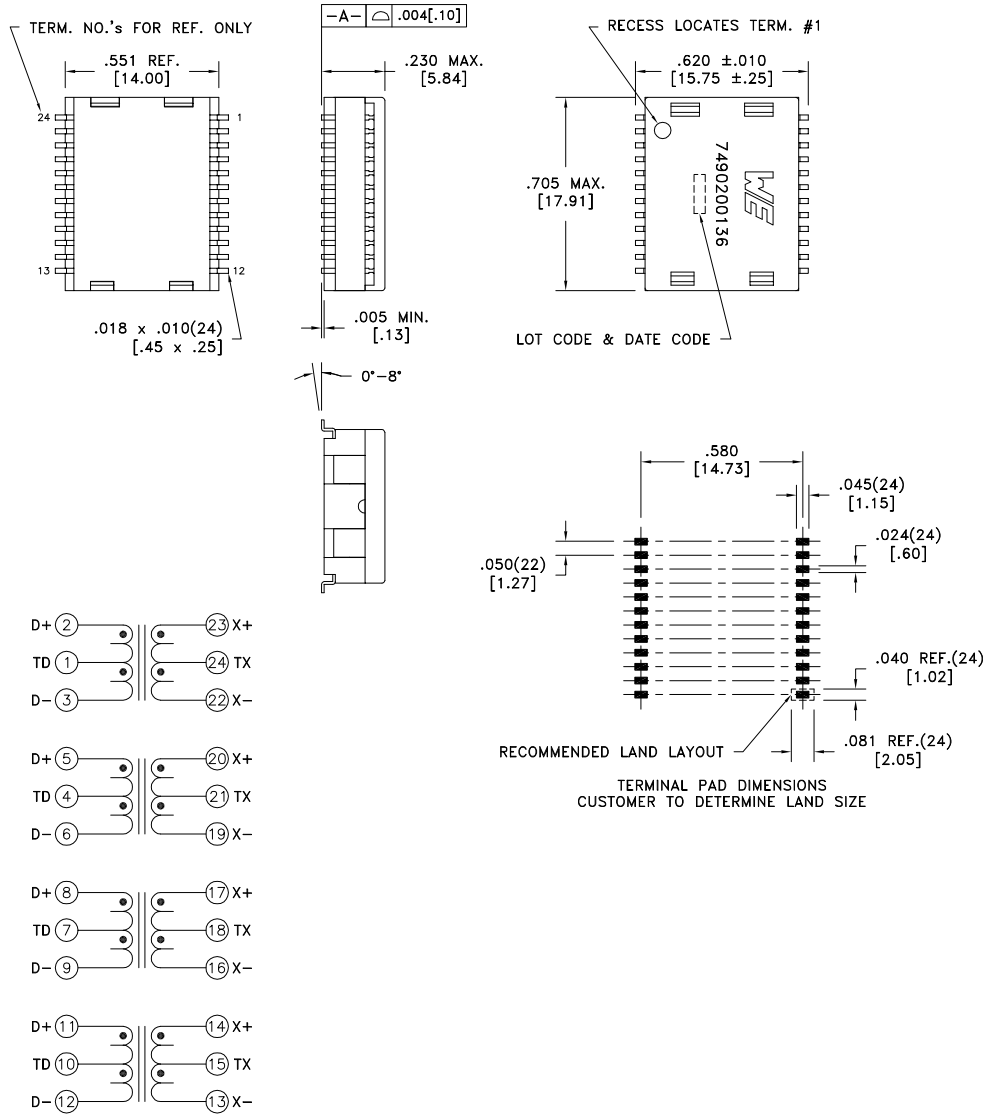 TERM. NO.'s FOR REF. ONLY
.551 REF.
[14.00]
24
1
13
12
.018 x .010(24)
[.45 x .25]
-A- ⌓ .004[.10]
.230 MAX.
[5.84]
.005 MIN.
[.13]
0°-8°
RECESS LOCATES TERM. #1
.620 ±.010
[15.75 ±.25]
.705 MAX.
[17.91]
7490200136
WE
LOT CODE & DATE CODE
.580
[14.73]
.045(24)
[1.15]
.024(24)
[.60]
.050(22)
[1.27]
.040 REF.(24)
[1.02]
.081 REF.(24)
[2.05]
RECOMMENDED LAND LAYOUT
TERMINAL PAD DIMENSIONS
CUSTOMER TO DETERMINE LAND SIZE
D+ 2 23 X+
TD 1 24 TX
D- 3 22 X-
D+ 5 20 X+
TD 4 21 TX
D- 6 19 X-
D+ 8 17 X+
TD 7 18 TX
D- 9 16 X-
D+ 11 14 X+
TD 10 15 TX
D- 12 13 X-